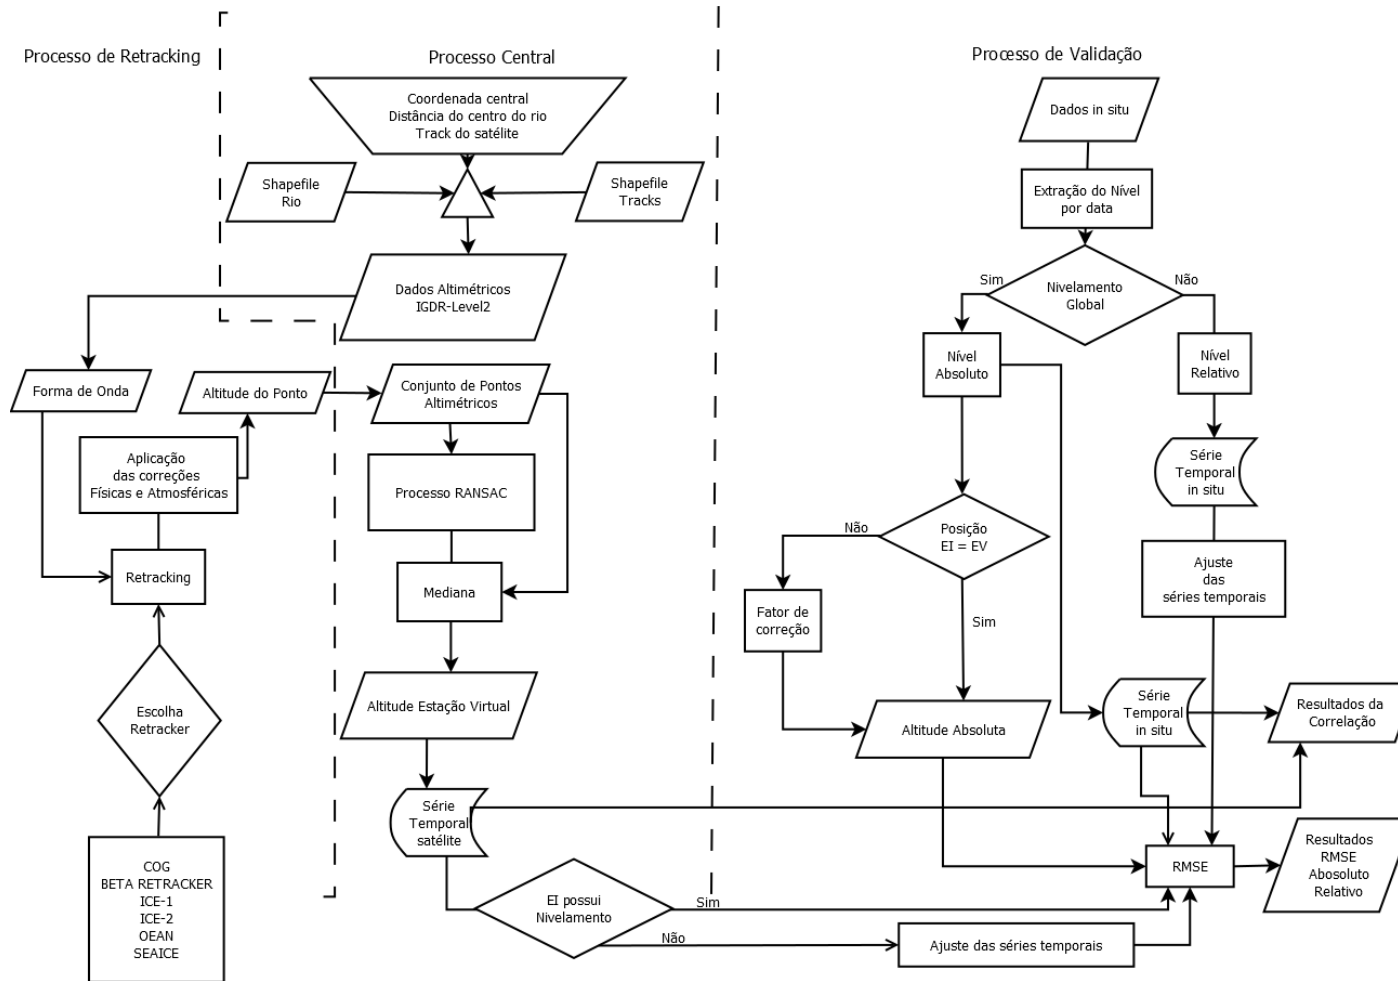 Processo de Retracking
Processo Central
Processo de Validação
Coordenada central
Distância do centro do rio
Track do satélite
Shapefile
Rio
Shapefile
Tracks
Dados Altimétricos
IGDR-Level2
Forma de Onda
Altitude do Ponto
Conjunto de Pontos
Altimétricos
Aplicação
das correções
Físicas e Atmosféricas
Processo RANSAC
Retracking
Mediana
Escolha
Retracker
Altitude Estação Virtual
Série
Temporal
satélite
COG
BETA RETRACKER
ICE-1
ICE-2
OEAN
SEAICE
EI possui
Nivelamento
Sim
Não
Ajuste das séries temporais
Dados in situ
Extração do Nível
por data
Nivelamento
Global
Sim
Não
Nível
Absoluto
Nível
Relativo
Série
Temporal
in situ
Posição
EI = EV
Não
Sim
Ajuste
das
séries temporais
Fator de
correção
Altitude Absoluta
Série
Temporal
in situ
Resultados da
Correlação
RMSE
Resultados
RMSE
Abosoluto
Relativo